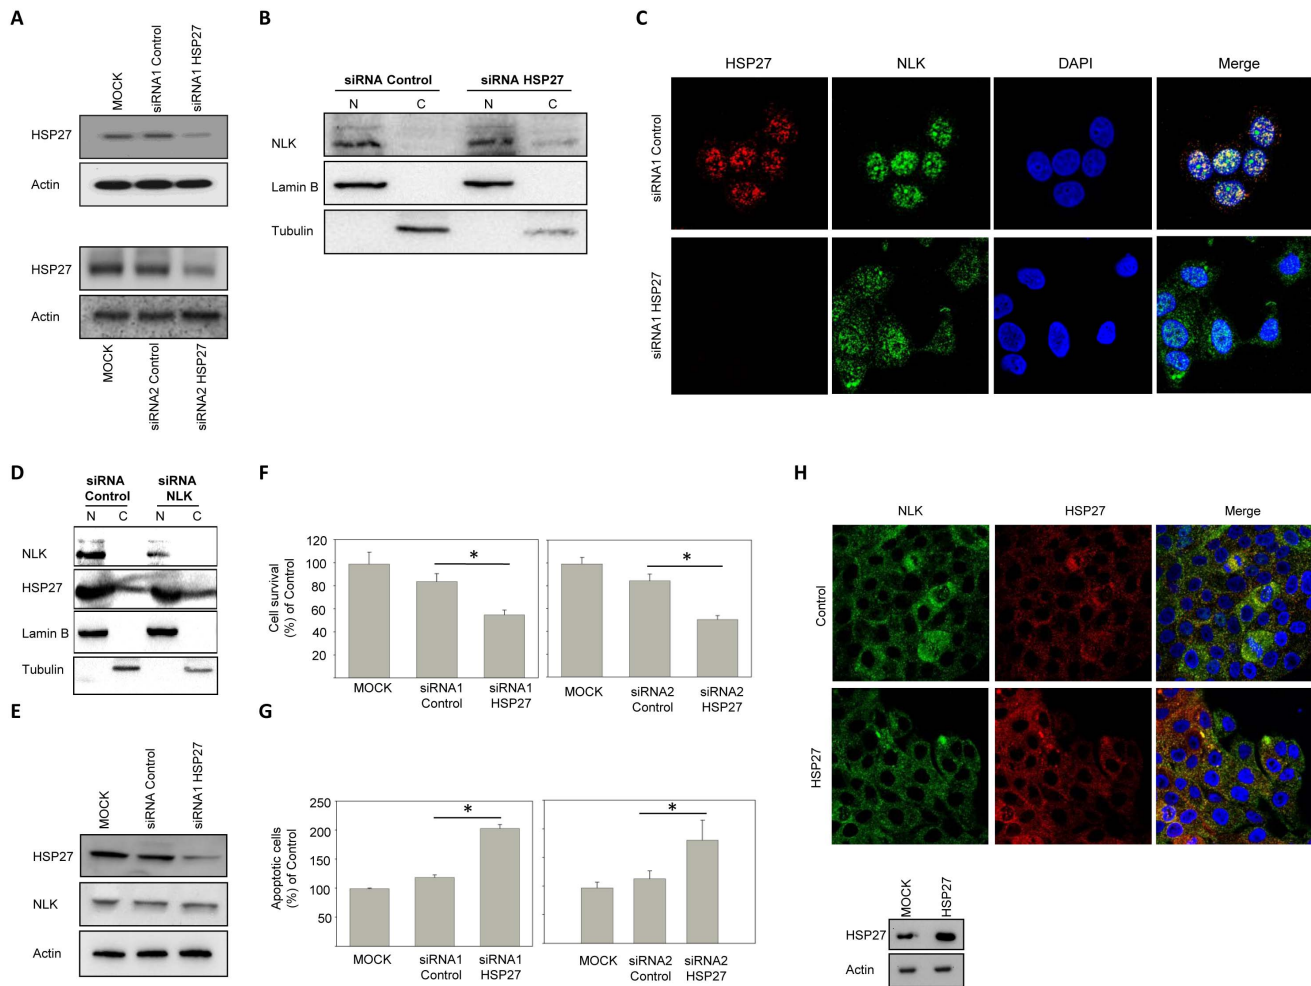 A
MOCK
siRNA1 Control
siRNA1 HSP27
HSP27
Actin
HSP27
Actin
MOCK
siRNA2 Control
siRNA2 HSP27
B
siRNA Control
siRNA HSP27
N C N C
NLK
Lamin B
Tubulin
C
HSP27 NLK DAPI Merge
siRNA1 Control
siRNA1 HSP27
D
siRNA
Control
siRNA
NLK
N C N C
NLK
HSP27
Lamin B
Tubulin
E
MOCK
siRNA Control
siRNA1 HSP27
HSP27
NLK
Actin
F
Cell survival
(%) of Control
120
100
80
60
40
20
*
MOCK
siRNA1
Control
siRNA1
HSP27
*
MOCK
siRNA2
Control
siRNA2
HSP27
G
Apoptotic cells
(%) of Control
250
200
150
100
50
*
MOCK
siRNA1
Control
siRNA1
HSP27
*
MOCK
siRNA2
Control
siRNA2
HSP27
H
NLK HSP27 Merge
Control
HSP27
MOCK
HSP27
HSP27
Actin